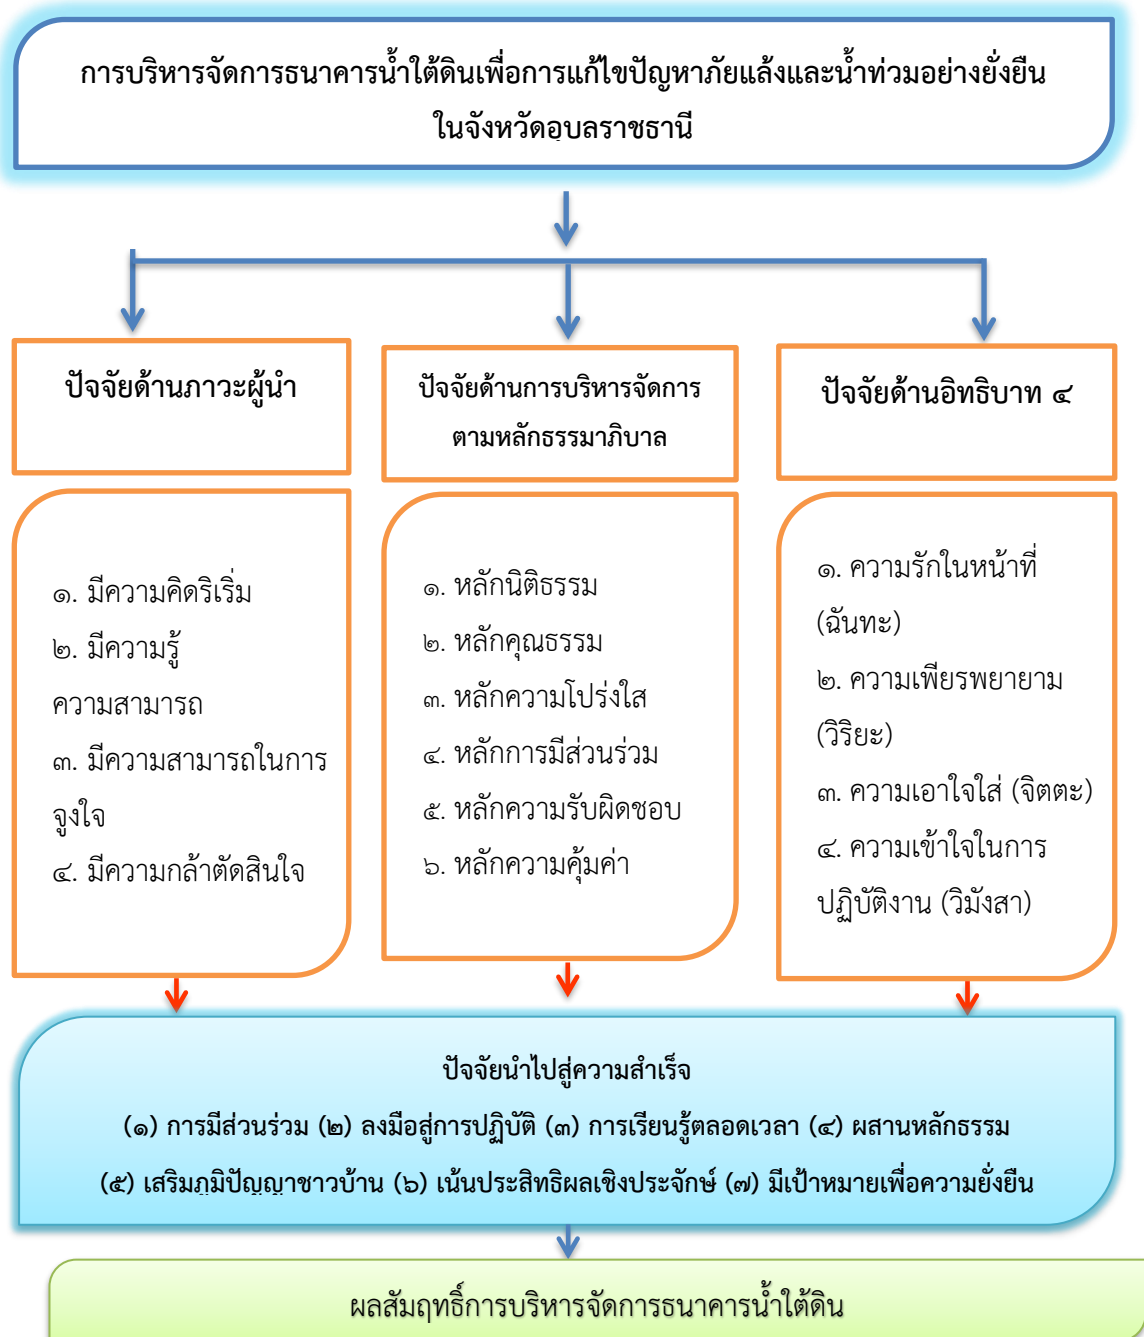 การบริหารจัดการธนาคารน้ำใต้ดินเพื่อการแก้ไขปัญหาภัยแล้งและน้ำท่วมอย่างยั่งยืน
ในจังหวัดอุบลราชธานี
ปัจจัยด้านภาวะผู้นำ
๑. มีความคิดริเริ่ม
๒. มีความรู้
ความสามารถ
๓. มีความสามารถในการ
จูงใจ
๔. มีความกล้าตัดสินใจ
ปัจจัยด้านการบริหารจัดการ
ตามหลักธรรมาภิบาล
๑. หลักนิติธรรม
๒. หลักคุณธรรม
๓. หลักความโปร่งใส
๔. หลักการมีส่วนร่วม
๕. หลักความรับผิดชอบ
๖. หลักความคุ้มค่า
ปัจจัยด้านอิทธิบาท ๔
๑. ความรักในหน้าที่
(ฉันทะ)
๒. ความเพียรพยายาม
(วิริยะ)
๓. ความเอาใจใส่ (จิตตะ)
๔. ความเข้าใจในการ
ปฏิบัติงาน (วิมังสา)
ปัจจัยนำไปสู่ความสำเร็จ
(๑) การมีส่วนร่วม (๒) ลงมือสู่การปฏิบัติ (๓) การเรียนรู้ตลอดเวลา (๔) ผสานหลักธรรม
(๕) เสริมภูมิปัญญาชาวบ้าน (๖) เน้นประสิทธิผลเชิงประจักษ์ (๗) มีเป้าหมายเพื่อความยั่งยืน
ผลสัมฤทธิ์การบริหารจัดการธนาคารน้ำใต้ดิน